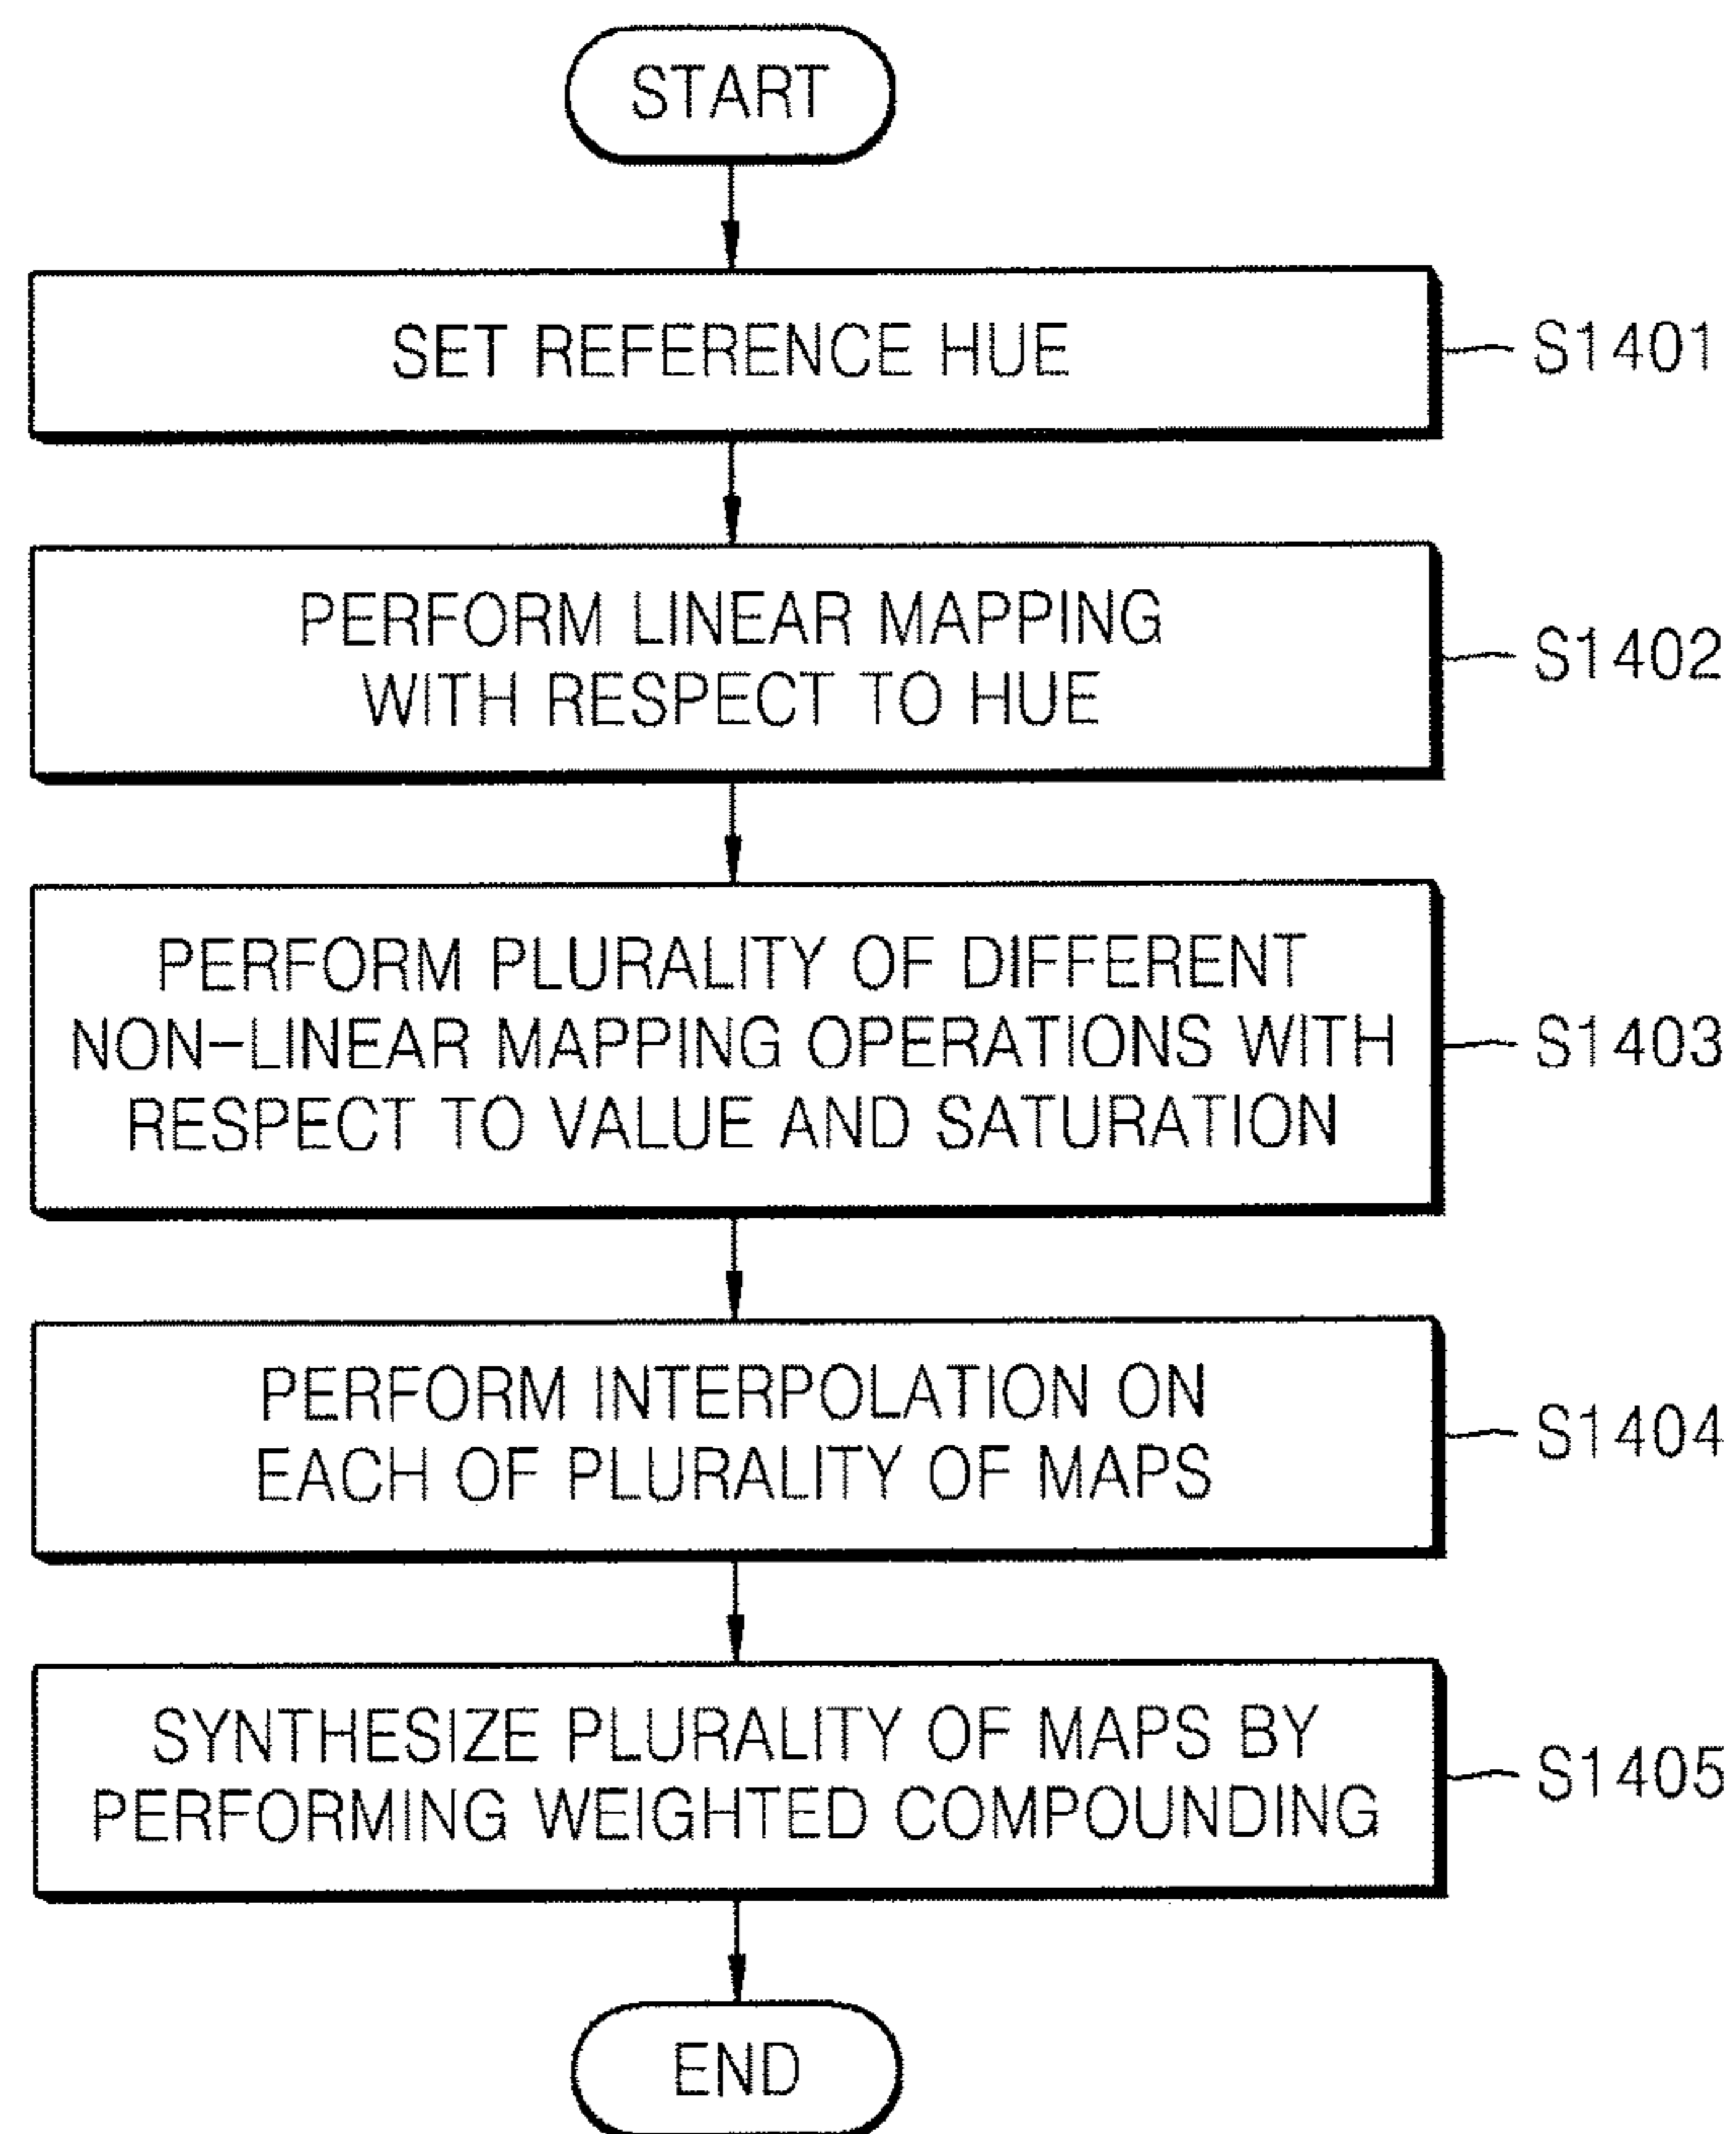 START
SET REFERENCE HUE
S1401
PERFORM LINEAR MAPPING
WITH RESPECT TO HUE
S1402
PERFORM PLURALITY OF DIFFERENT
NON-LINEAR MAPPING OPERATIONS WITH
RESPECT TO VALUE AND SATURATION
S1403
PERFORM INTERPOLATION ON
EACH OF PLURALITY OF MAPS
S1404
SYNTHESIZE PLURALITY OF MAPS BY
PERFORMING WEIGHTED COMPOUNDING
S1405
END